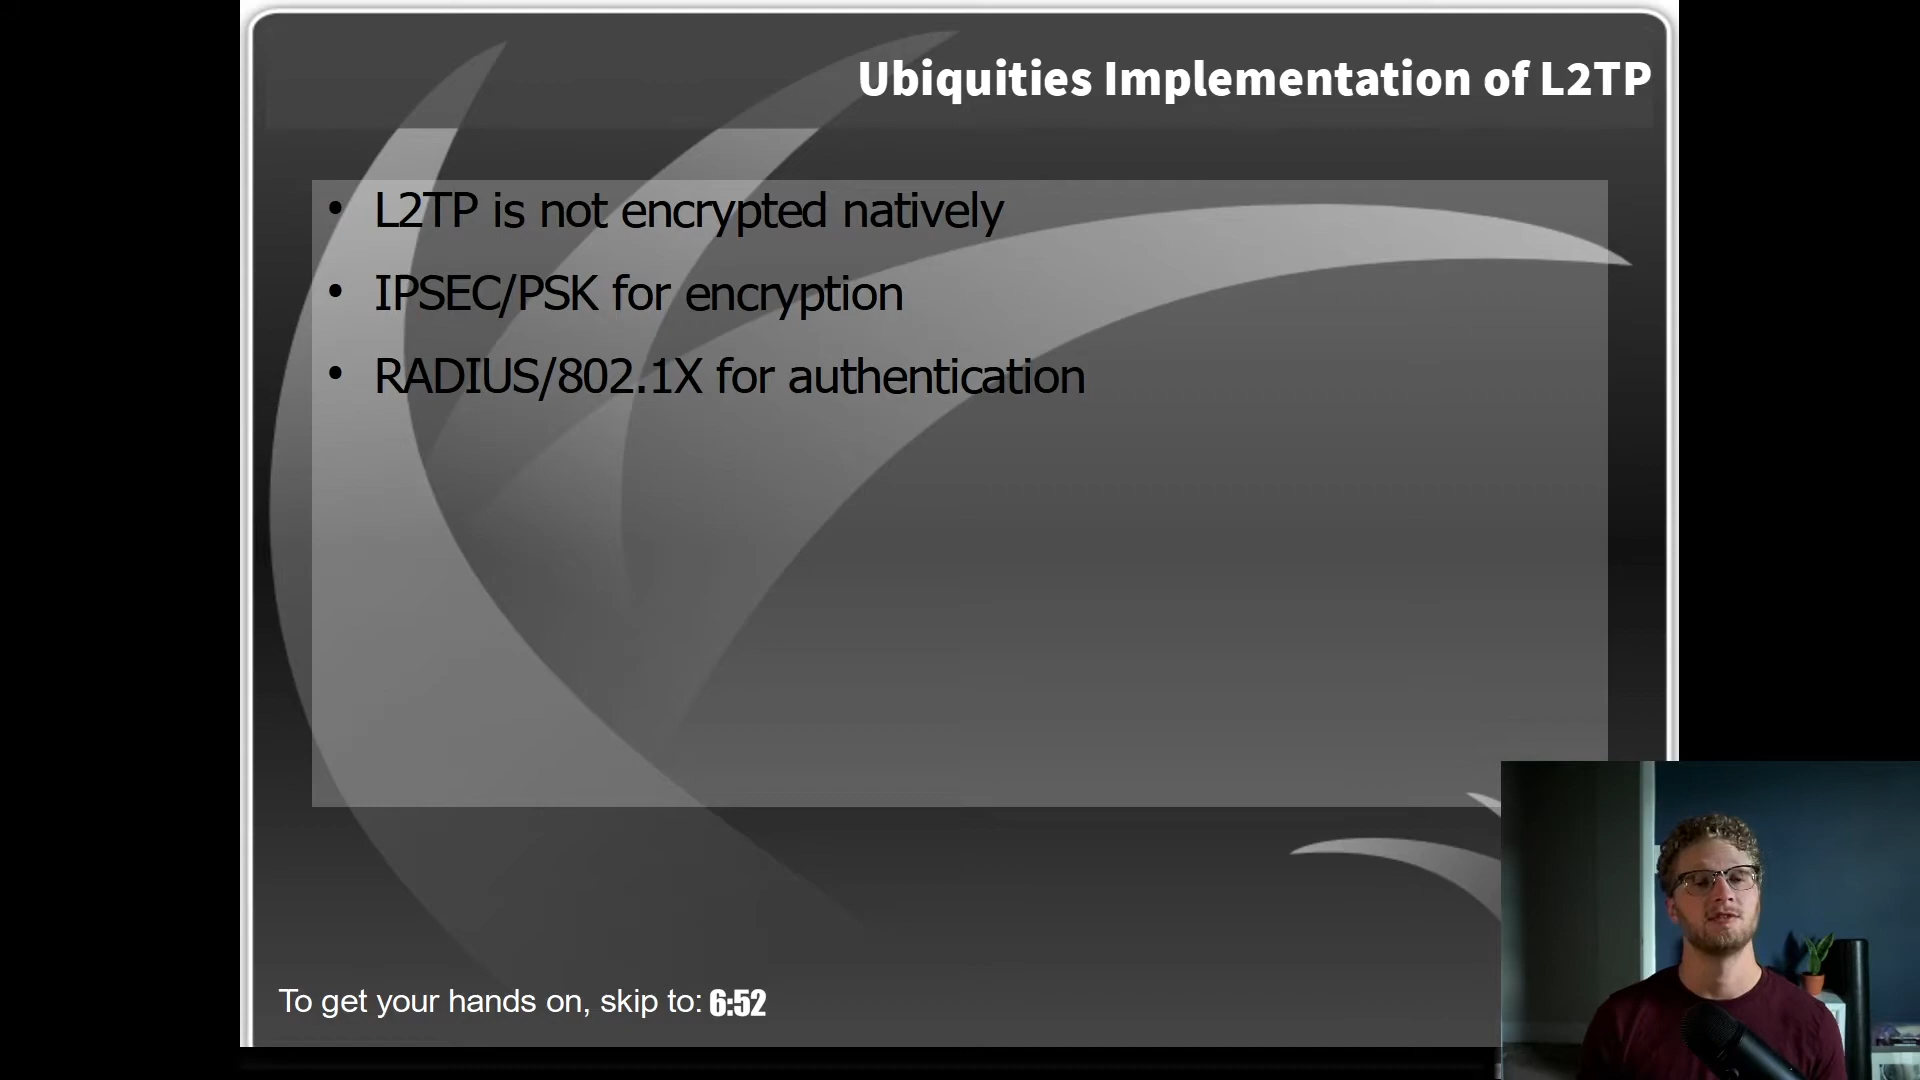 Ubiquities Implementation of L2TP
• L2TP is not encrypted natively
• IPSEC/PSK for encryption
• RADIUS/802.1X for authentication
To get your hands on, skip to: 6:52